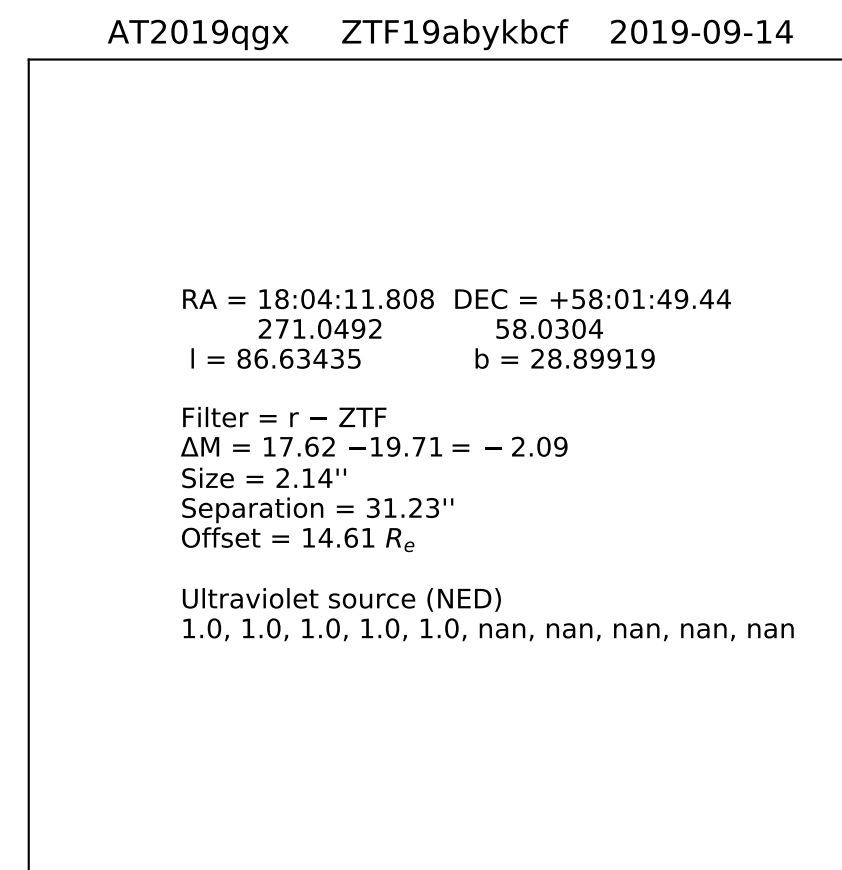 AT2019qgx ZTF19abykbcf 2019-09-14
RA = 18:04:11.808 DEC = +58:01:49.44
271.0492 58.0304
l = 86.63435 b = 28.89919
Filter = r − ZTF
ΔM = 17.62 −19.71 = − 2.09
Size = 2.14''
Separation = 31.23''
Offset = 14.61 Re
Ultraviolet source (NED)
1.0, 1.0, 1.0, 1.0, 1.0, nan, nan, nan, nan, nan